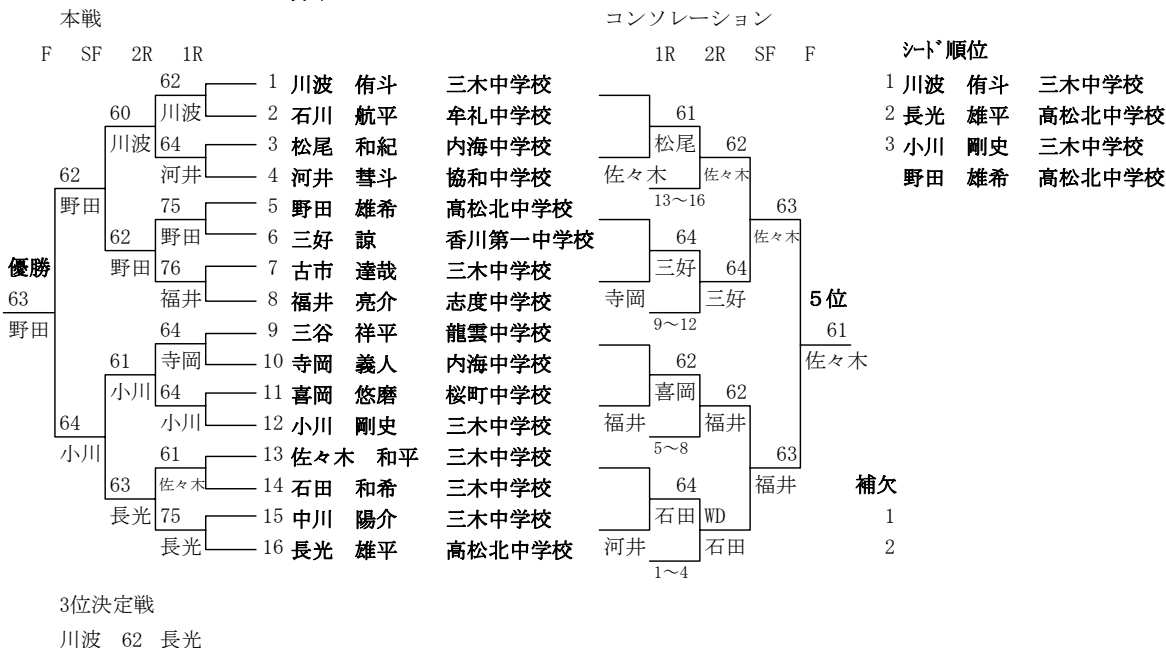 本戦 コンソレーション
F SF 2R 1R 1R 2R SF F ｼｰﾄﾞ順位
62 1 川波 侑斗 三木中学校 1 川波 侑斗 三木中学校
60 川波 2 石川 航平 牟礼中学校 61 2 長光 雄平 高松北中学校
川波 64 3 松尾 和紀 内海中学校 松尾 62 3 小川 剛史 三木中学校
62 河井 4 河井 彗斗 協和中学校 佐々木 佐々木 野田 雄希 高松北中学校
野田 75 5 野田 雄希 高松北中学校 13～16 63
62 野田 6 三好 諒 香川第一中学校 64 佐々木
優勝 野田 76 7 古市 達哉 三木中学校 三好 64
63 福井 8 福井 亮介 志度中学校 寺岡 三好 ５位
野田 64 9 三谷 祥平 龍雲中学校 9～12 61
61 寺岡 10 寺岡 義人 内海中学校 62 佐々木
小川 64 11 喜岡 悠磨 桜町中学校 喜岡 62
64 小川 12 小川 剛史 三木中学校 福井 福井
小川 61 13 佐々木 和平 三木中学校 5～8 63
63 佐々木 14 石田 和希 三木中学校 64 福井 補欠
長光 75 15 中川 陽介 三木中学校 石田 WD 1
長光 16 長光 雄平 高松北中学校 河井 石田 2
1～4
3位決定戦
川波 62 長光